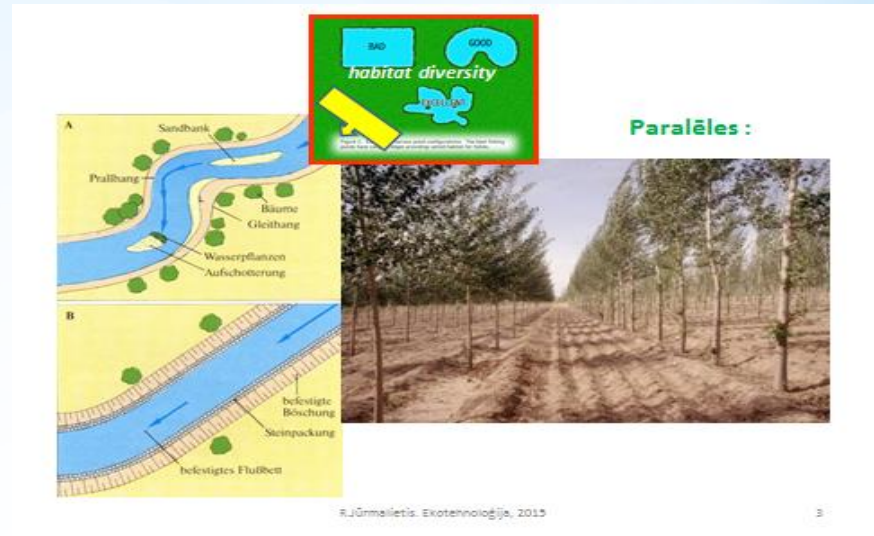 BAD
GOOD
habitat diversity
EXCELLENT
Paralēles :
A
Sandbank
Prallhang
Bäume
Gleithang
Wasserpflanzen
Aufschotterung
B
befestigte
Böschung
Steinpackung
befestigtes Flußbett
R.Jūrmalietis. Ekotehnoloģija, 2015
3